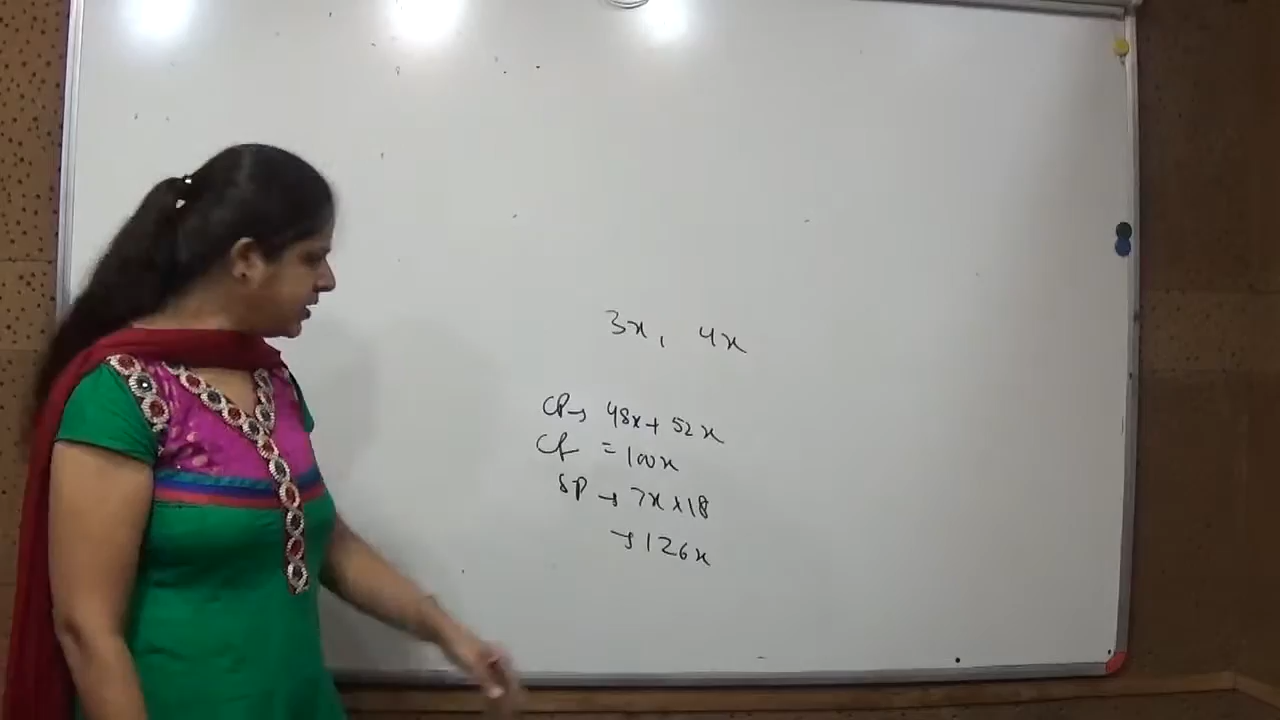 3x, 4x
CP → 48x + 52x
CP = 100x
SP → 7x x 18
→ 126x